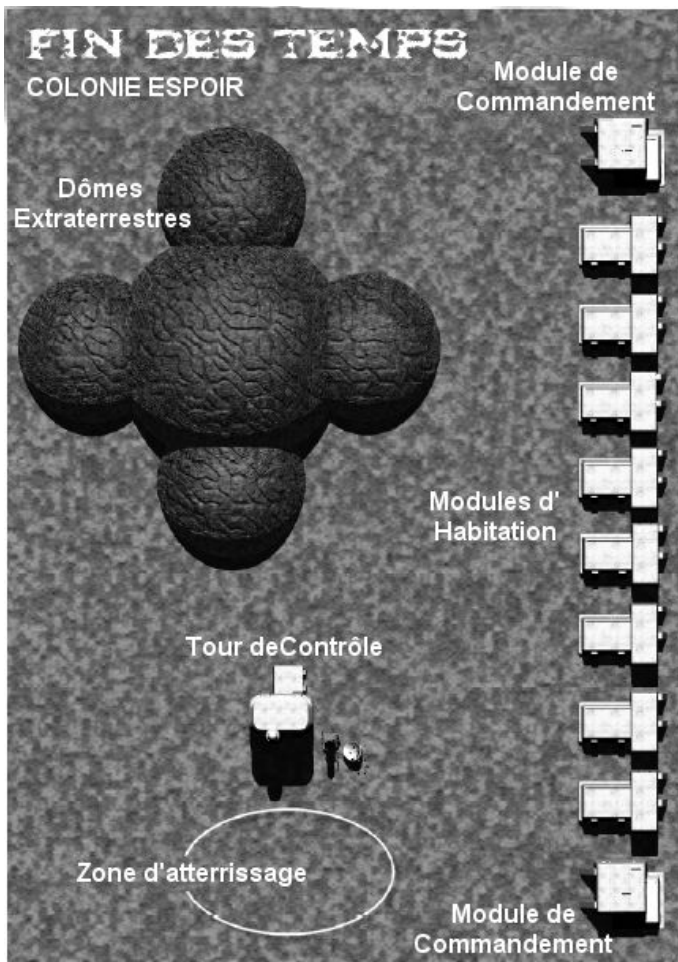 FIN DES TEMPS
COLONIE ESPOIR
Module de
Commandement
Dômes
Extraterrestres
Modules d'
Habitation
Tour deContrôle
Zone d'atterrissage
Module de
Commandement